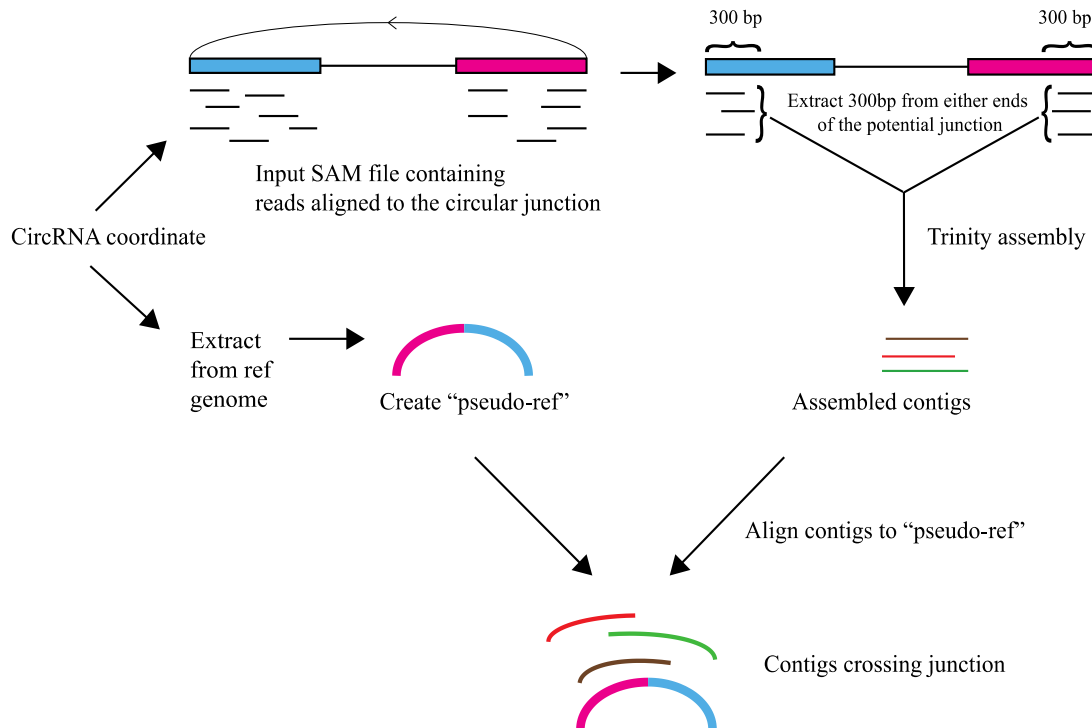 300 bp
300 bp
Extract 300bp from either ends
of the potential junction
Input SAM file containing
reads aligned to the circular junction
CircRNA coordinate
Trinity assembly
Extract
from ref
genome
Create “pseudo-ref”
Assembled contigs
Align contigs to “pseudo-ref”
Contigs crossing junction